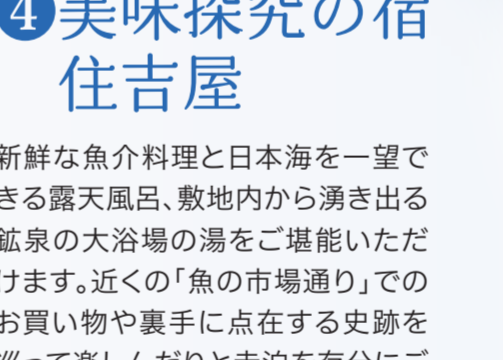 4美味探究の宿
住吉屋
新鮮な魚介料理と日本海を一望で
きる露天風呂、敷地内から湧き出る
鉱泉の大浴場の湯をご堪能いただ
けます。近くの「魚の市場通り」での
お買い物や裏手に点在する史跡を